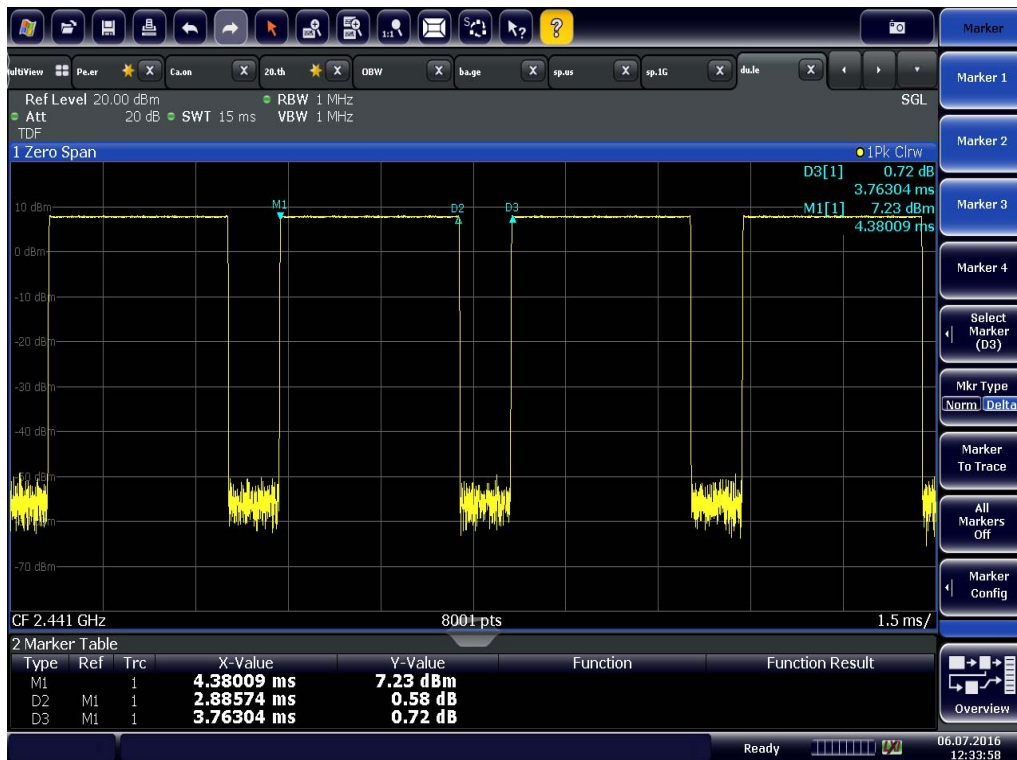 1:1
S
?
?
Marker
ultiView
Pe.er X
Ca.on X
20.th X
OBW X
ba.ge X
sp.us X
sp.1G X
du.le X
Ref Level 20.00 dBm RBW 1 MHz SGL
Att 20 dB SWT 15 ms VBW 1 MHz
TDF
1 Zero Span 1Pk Clrw
D3[1] 0.72 dB
3.76304 ms
M1[1] 7.23 dBm
4.38009 ms
M1
D2
D3
10 dBm
0 dBm
-10 dBm
-20 dBm
-30 dBm
-40 dBm
-50 dBm
-70 dBm
CF 2.441 GHz 8001 pts 1.5 ms/
2 Marker Table
Type Ref Trc X-Value Y-Value Function Function Result
M1 1 4.38009 ms 7.23 dBm
D2 M1 1 2.88574 ms 0.58 dB
D3 M1 1 3.76304 ms 0.72 dB
Marker 1
Marker 2
Marker 3
Marker 4
Select
Marker
(D3)
Mkr Type
Norm Delta
Marker
To Trace
All
Markers
Off
Marker
Config
Overview
Ready
06.07.2016
12:33:58